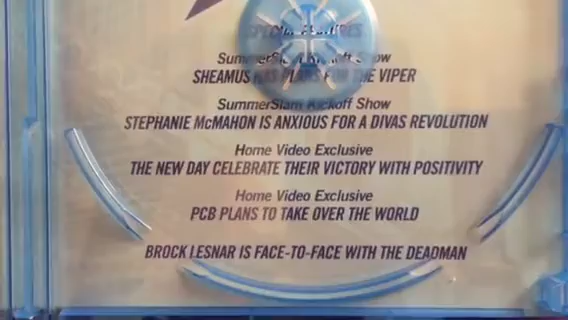 SPECIAL FEATURES
SummerSlam Kickoff Show
SHEAMUS HAS PLANS FOR THE VIPER
SummerSlam Kickoff Show
STEPHANIE McMAHON IS ANXIOUS FOR A DIVAS REVOLUTION
Home Video Exclusive
THE NEW DAY CELEBRATE THEIR VICTORY WITH POSITIVITY
Home Video Exclusive
PCB PLANS TO TAKE OVER THE WORLD
BROCK LESNAR IS FACE-TO-FACE WITH THE DEADMAN